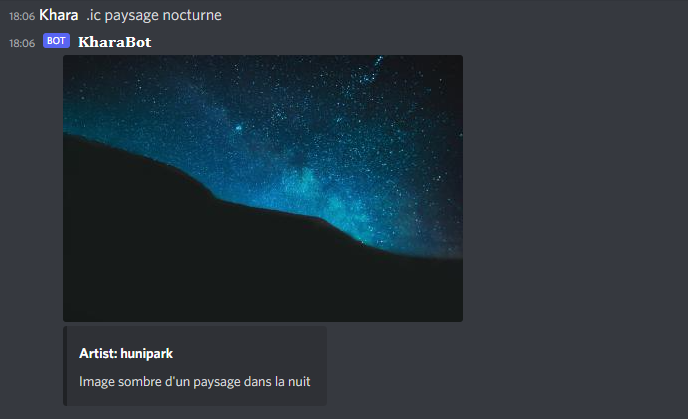 18:06 Khara .ic paysage nocturne
18:06 BOT KharaBot
Artist: hunipark
Image sombre d'un paysage dans la nuit